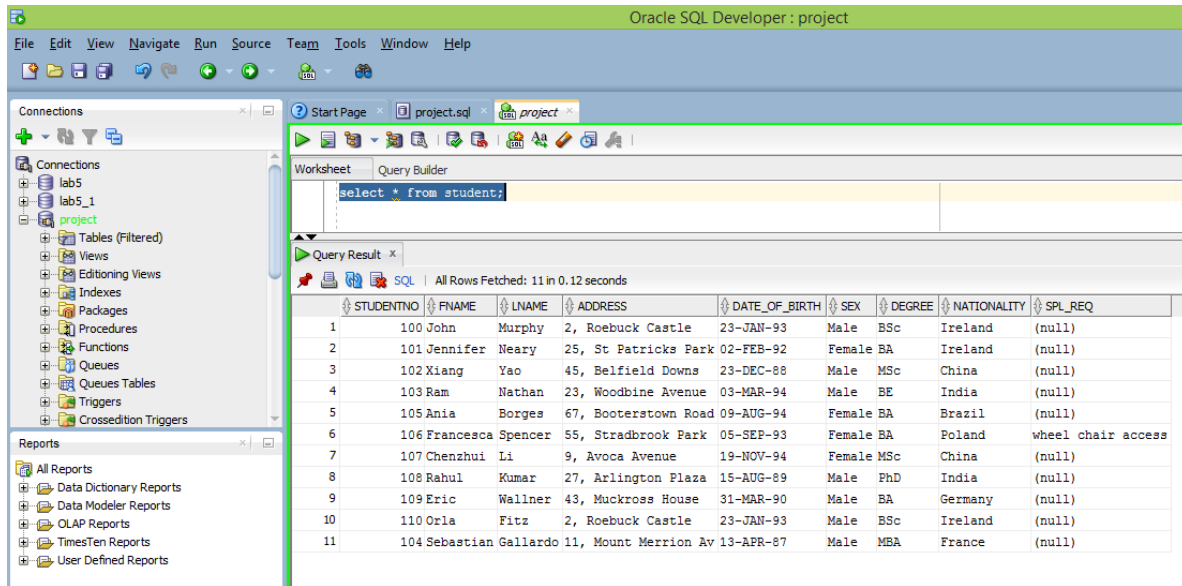 Oracle SQL Developer : project
File Edit View Navigate Run Source Team Tools Window Help
Connections
Start Page project.sql project
Connections
lab5
lab5_1
project
Tables (Filtered)
Views
Editioning Views
Indexes
Packages
Procedures
Functions
Queues
Queues Tables
Triggers
Crossedition Triggers
Reports
All Reports
Data Dictionary Reports
Data Modeler Reports
OLAP Reports
TimesTen Reports
User Defined Reports
Worksheet Query Builder
select * from student;
Query Result x
SQL | All Rows Fetched: 11 in 0.12 seconds
STUDENTNO FNAME LNAME ADDRESS DATE_OF_BIRTH SEX DEGREE NATIONALITY SPL_REQ
1 100 John Murphy 2, Roebuck Castle 23-JAN-93 Male BSc Ireland (null)
2 101 Jennifer Neary 25, St Patricks Park 02-FEB-92 Female BA Ireland (null)
3 102 Xiang Yao 45, Belfield Downs 23-DEC-88 Male MSc China (null)
4 103 Ram Nathan 23, Woodbine Avenue 03-MAR-94 Male BE India (null)
5 105 Ania Borges 67, Booterstown Road 09-AUG-94 Female BA Brazil (null)
6 106 Francesca Spencer 55, Stradbrook Park 05-SEP-93 Female BA Poland wheel chair access
7 107 Chenzhui Li 9, Avoca Avenue 19-NOV-94 Female MSc China (null)
8 108 Rahul Kumar 27, Arlington Plaza 15-AUG-89 Male PhD India (null)
9 109 Eric Wallner 43, Muckross House 31-MAR-90 Male BA Germany (null)
10 110 Orla Fitz 2, Roebuck Castle 23-JAN-93 Male BSc Ireland (null)
11 104 Sebastian Gallardo 11, Mount Merrion Av 13-APR-87 Male MBA France (null)